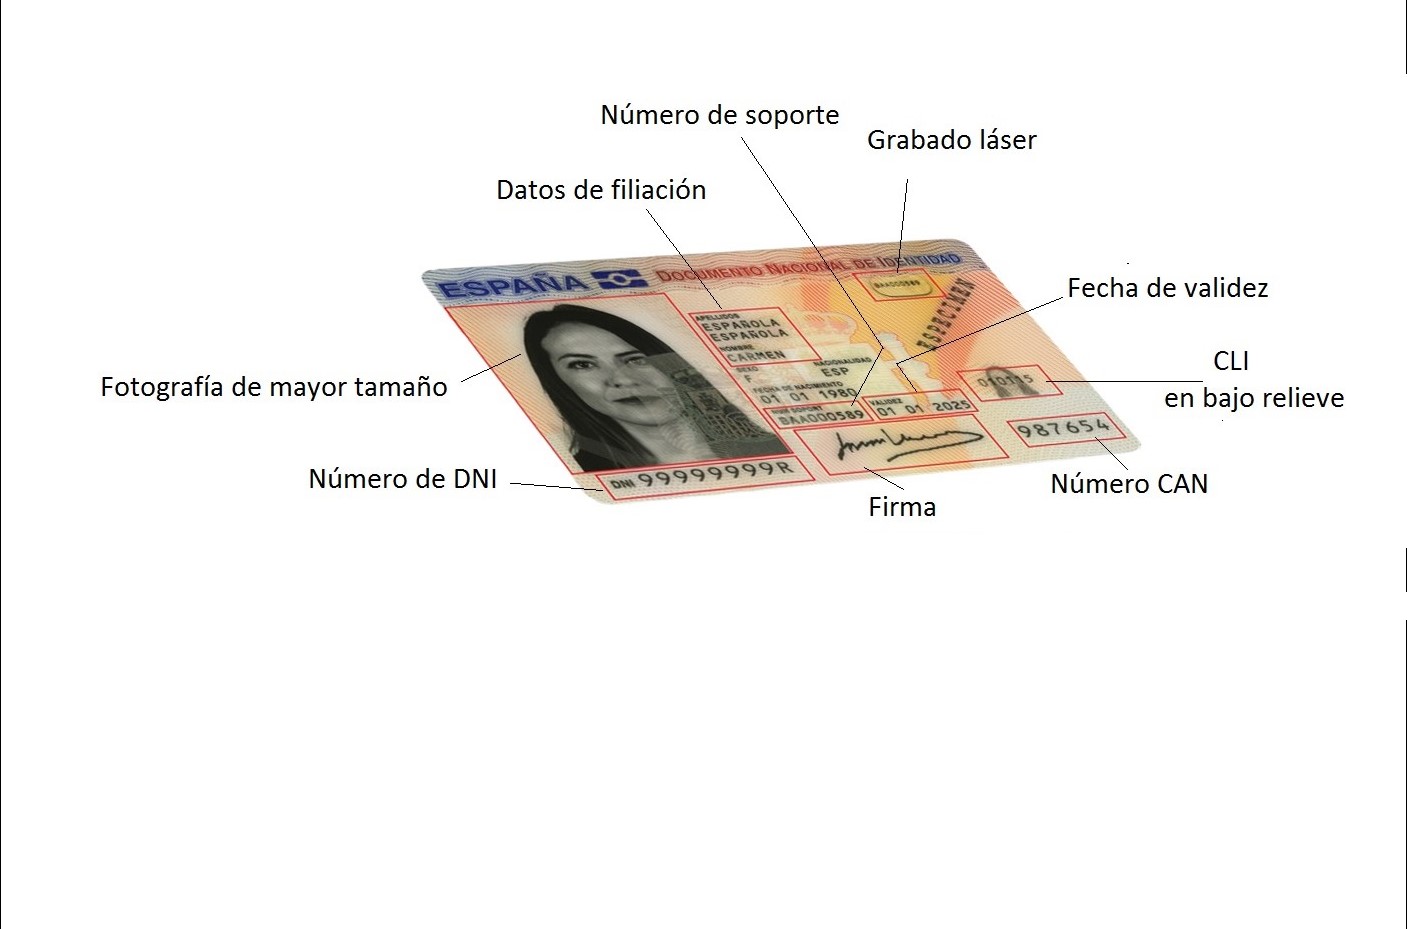 Número de soporte
Grabado láser
Datos de filiación
Fecha de validez
CLI
en bajo relieve
Fotografía de mayor tamaño
Número de DNI
Número CAN
Firma
ESPAÑA DOCUMENTO NACIONAL DE IDENTIDAD
BAA000589
ESPECIMEN
APELLIDOS
ESPAÑOLA
ESPAÑOLA
NOMBRE
CARMEN
SEXO NACIONALIDAD
F ESP
FECHA DE NACIMIENTO
01 01 1980
NUM SOPORT VALIDEZ
BAA000589 01 01 2025
010115
987654
DNI 99999999R